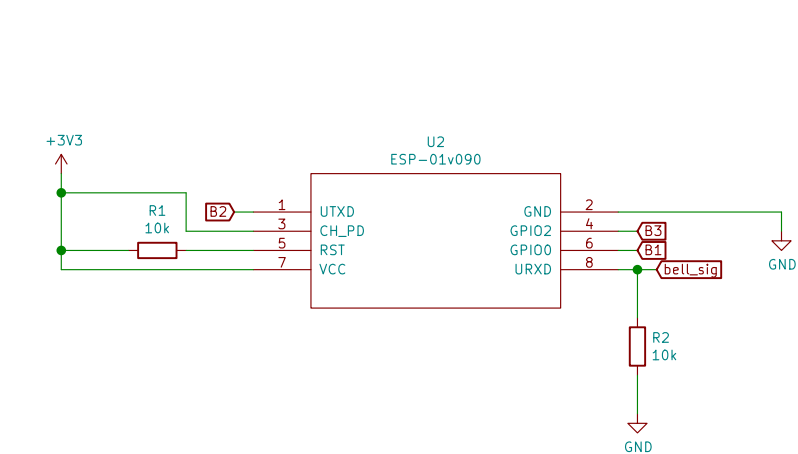 +3V3
U2
ESP-01v090
R1
10k
B2
1
UTXD
GND
2
3
CH_PD
GPIO2
4
B3
5
RST
GPIO0
6
B1
7
VCC
URXD
8
bell_sig
GND
R2
10k
GND